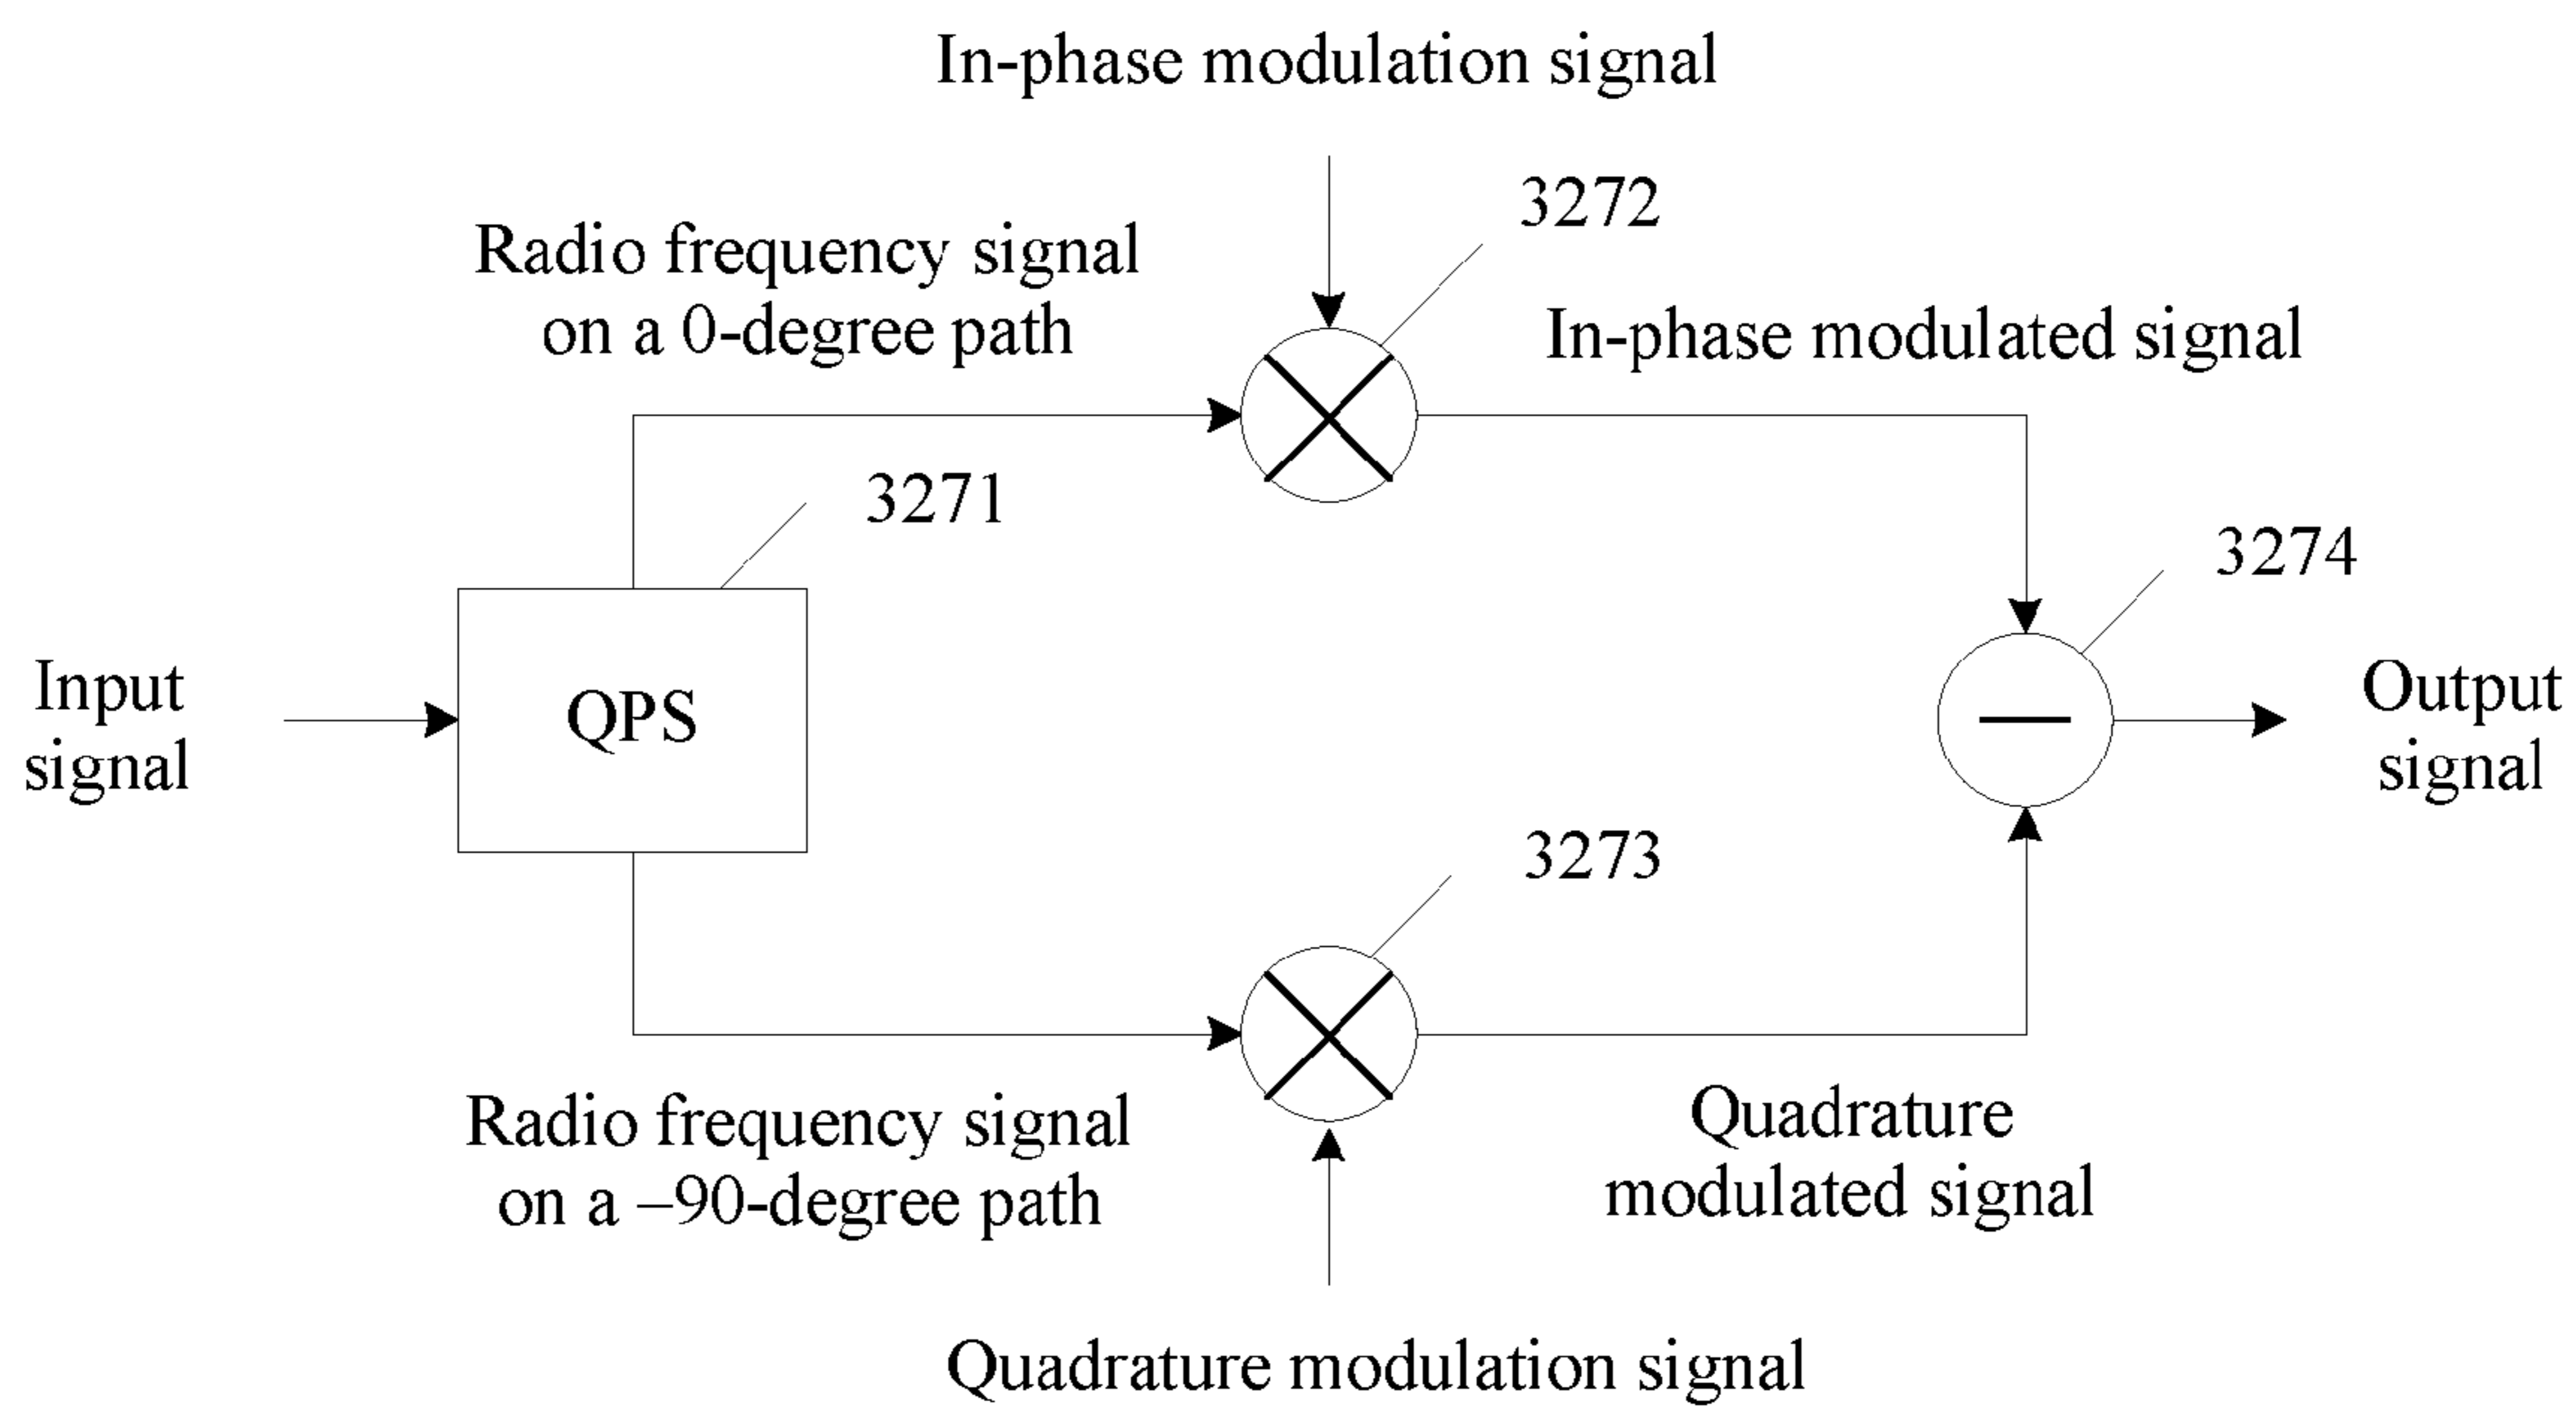 In-phase modulation signal
3272
Radio frequency signal
on a 0-degree path
In-phase modulated signal
3271
3274
Input
signal
QPS
Output
signal
3273
Radio frequency signal
on a –90-degree path
Quadrature
modulated signal
Quadrature modulation signal